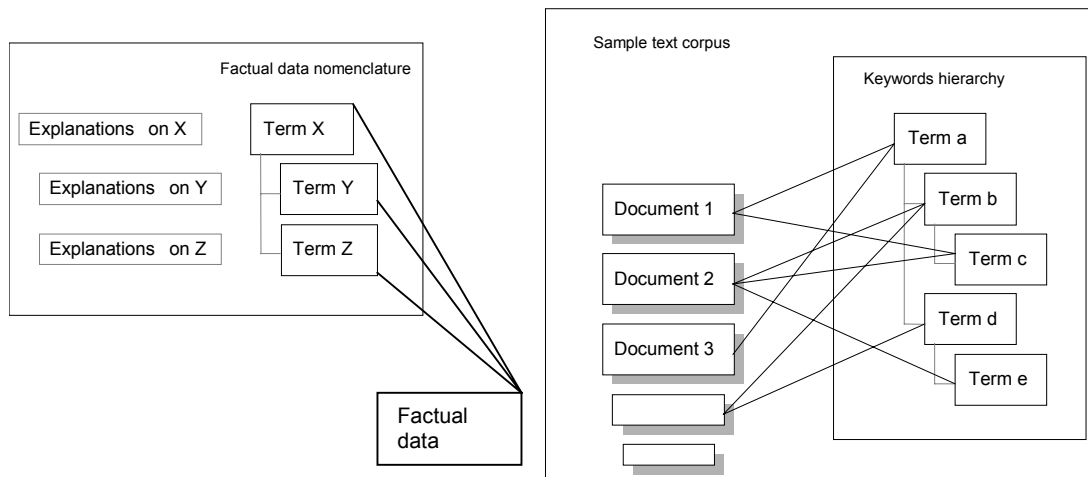 Factual data nomenclature
Explanations on X
Term X
Explanations on Y
Term Y
Explanations on Z
Term Z
Factual
data
Sample text corpus
Keywords hierarchy
Term a
Document 1
Term b
Term c
Document 2
Term d
Document 3
Term e